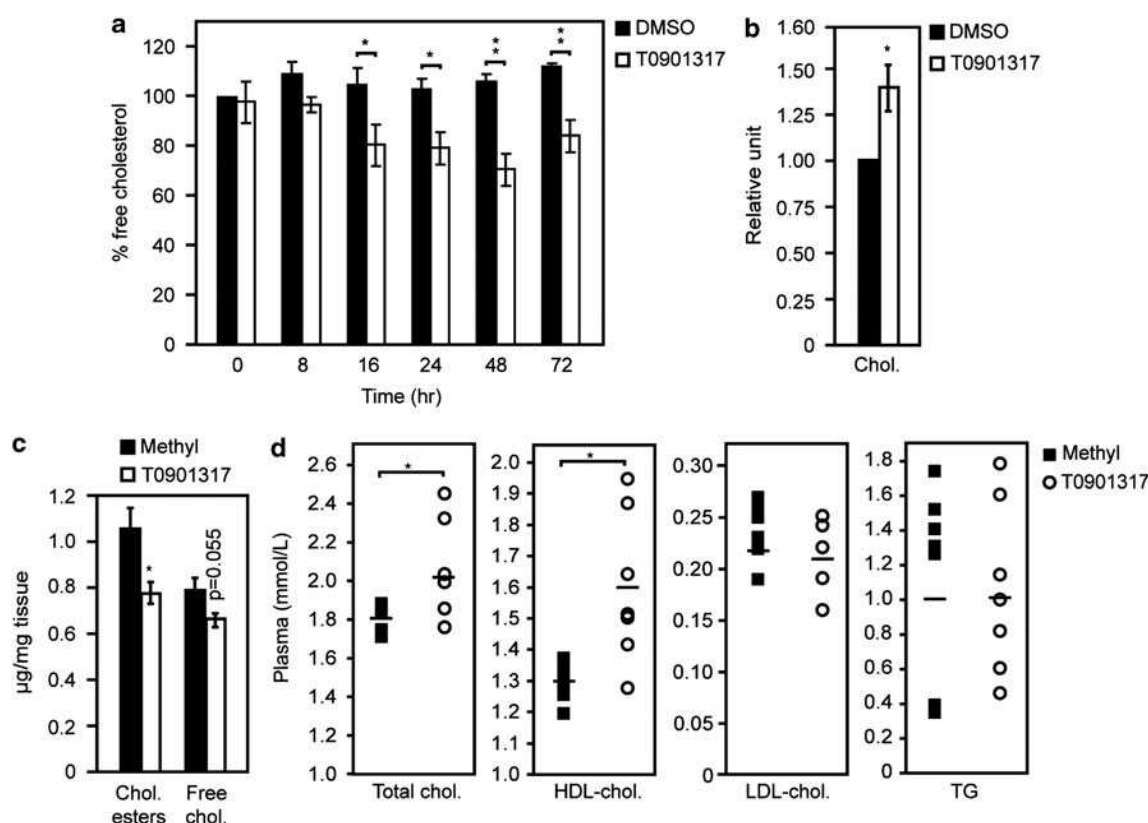 a
DMSO
T0901317
% free cholesterol
120
100
80
60
40
20
0
* * ** **
0 8 16 24 48 72
Time (hr)
b
DMSO
T0901317
Relative unit
1.60
1.50
1.25
1.00
1.50
0.25
0
*
Chol.
c
Methyl
T0901317
µg/mg tissue
1.2
1.0
0.8
0.6
0.4
0.2
0
*
p=0.055
Chol. esters
Free chol.
d
Methyl
T0901317
Plasma (mmol/L)
2.6
2.4
2.2
2.0
1.8
1.6
1.4
1.2
1.0
*
Total chol.
2.0
1.9
1.8
1.7
1.6
1.5
1.4
1.3
1.2
1.1
1.0
*
HDL-chol.
0.30
0.25
0.20
0.15
0.10
0.05
0
LDL-chol.
1.8
1.6
1.4
1.2
1.0
0.8
0.6
0.4
0.2
0
TG